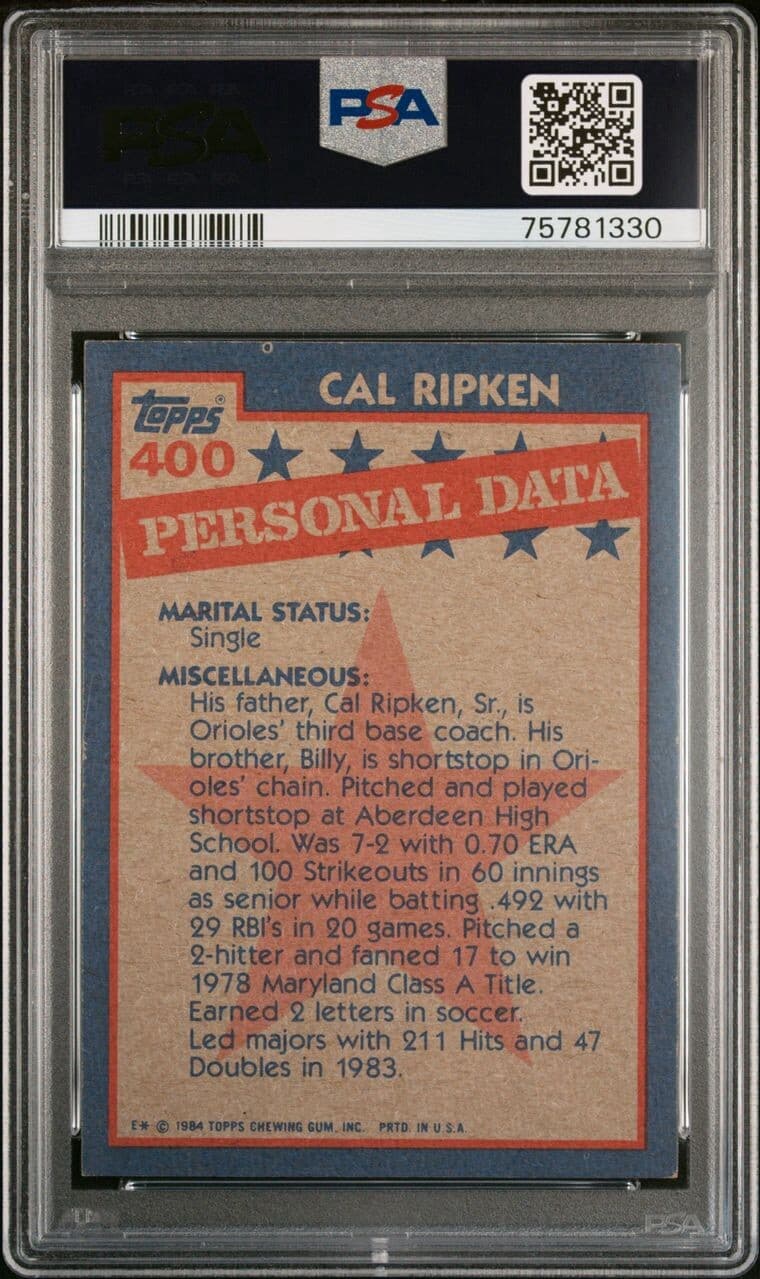 PSA
PSA
75781330
CAL RIPKEN
Topps®
400
PERSONAL DATA
MARITAL STATUS:
Single
MISCELLANEOUS:
His father, Cal Ripken, Sr., is
Orioles' third base coach. His
brother, Billy, is shortstop in Ori-
oles' chain. Pitched and played
shortstop at Aberdeen High
School. Was 7-2 with 0.70 ERA
and 100 Strikeouts in 60 innings
as senior while batting .492 with
29 RBI's in 20 games. Pitched a
2-hitter and fanned 17 to win
1978 Maryland Class A Title.
Earned 2 letters in soccer.
Led majors with 211 Hits and 47
Doubles in 1983.
E* © 1984 TOPPS CHEWING GUM, INC. PRTD. IN U.S.A.
PSA